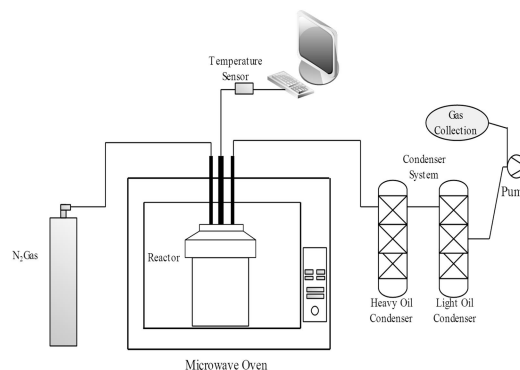 Temperature
Sensor
Gas
Collection
Condenser
System
Pum
N₂Gas
Reactor
Heavy Oil
Condenser
Light Oil
Condenser
Microwave Oven